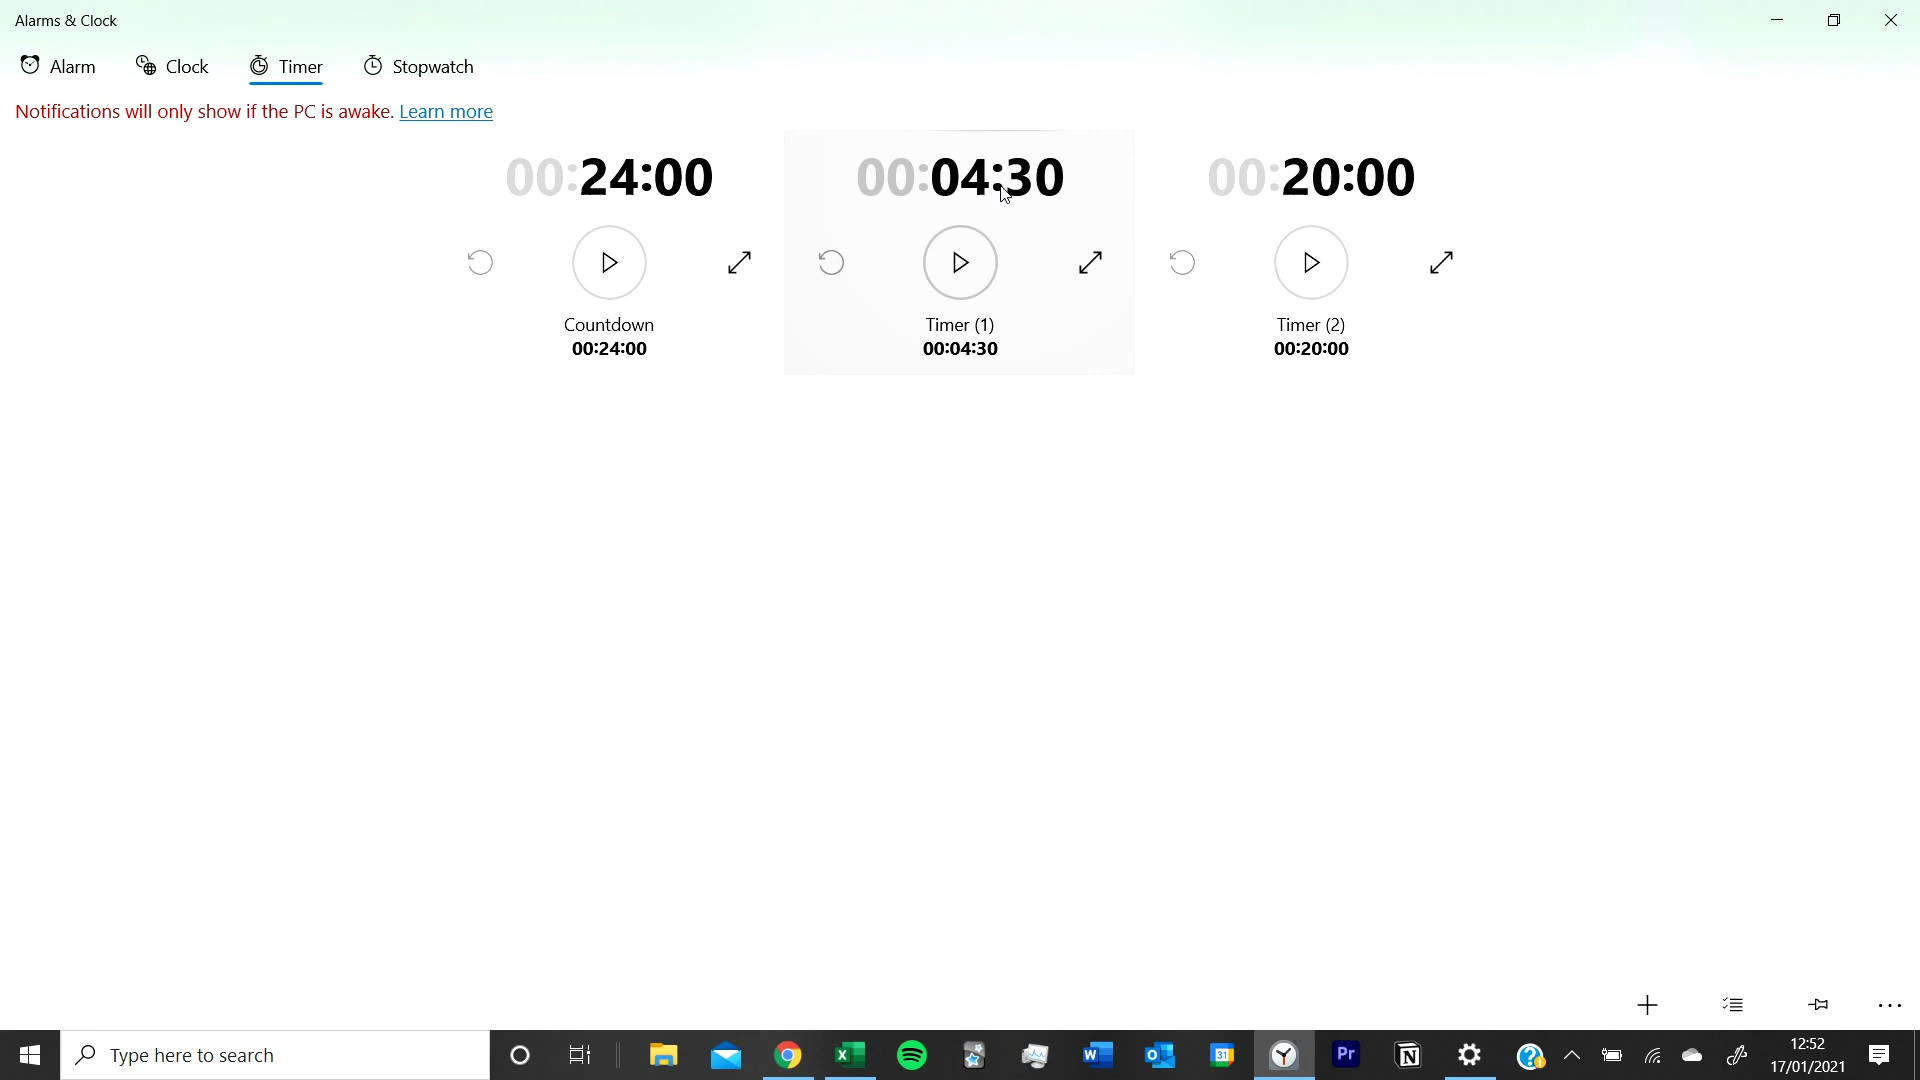 Alarms & Clock
Alarm Clock Timer Stopwatch
Notifications will only show if the PC is awake. Learn more
00:24:00 00:04:30 00:20:00
Countdown Timer (1) Timer (2)
00:24:00 00:04:30 00:20:00
Type here to search
31
Pr
12:52
17/01/2021